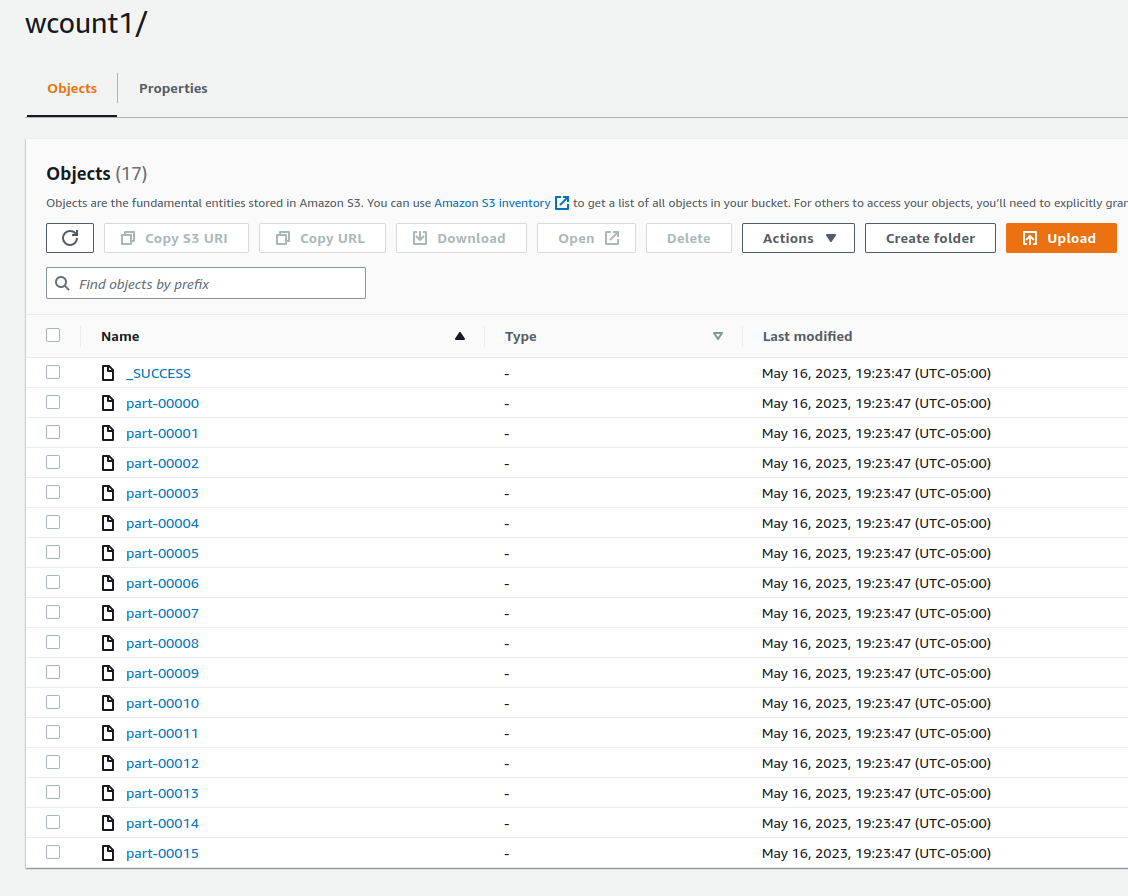 wcount1/
Objects Properties
Objects (17)
Objects are the fundamental entities stored in Amazon S3. You can use Amazon S3 inventory to get a list of all objects in your bucket. For others to access your objects, you'll need to explicitly gran
Copy S3 URI Copy URL Download Open Delete Actions Create folder Upload
Find objects by prefix
Name Type Last modified
_SUCCESS - May 16, 2023, 19:23:47 (UTC-05:00)
part-00000 - May 16, 2023, 19:23:47 (UTC-05:00)
part-00001 - May 16, 2023, 19:23:47 (UTC-05:00)
part-00002 - May 16, 2023, 19:23:47 (UTC-05:00)
part-00003 - May 16, 2023, 19:23:47 (UTC-05:00)
part-00004 - May 16, 2023, 19:23:47 (UTC-05:00)
part-00005 - May 16, 2023, 19:23:47 (UTC-05:00)
part-00006 - May 16, 2023, 19:23:47 (UTC-05:00)
part-00007 - May 16, 2023, 19:23:47 (UTC-05:00)
part-00008 - May 16, 2023, 19:23:47 (UTC-05:00)
part-00009 - May 16, 2023, 19:23:47 (UTC-05:00)
part-00010 - May 16, 2023, 19:23:47 (UTC-05:00)
part-00011 - May 16, 2023, 19:23:47 (UTC-05:00)
part-00012 - May 16, 2023, 19:23:47 (UTC-05:00)
part-00013 - May 16, 2023, 19:23:47 (UTC-05:00)
part-00014 - May 16, 2023, 19:23:47 (UTC-05:00)
part-00015 - May 16, 2023, 19:23:47 (UTC-05:00)